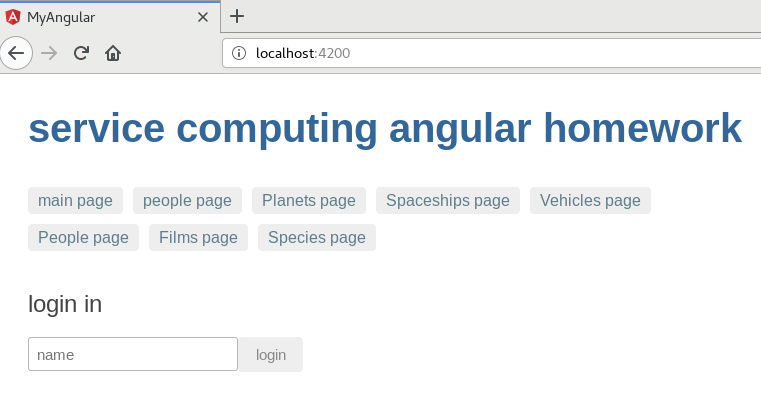 MyAngular
localhost:4200
service computing angular homework
main page people page Planets page Spaceships page Vehicles page
People page Films page Species page
login in
name login